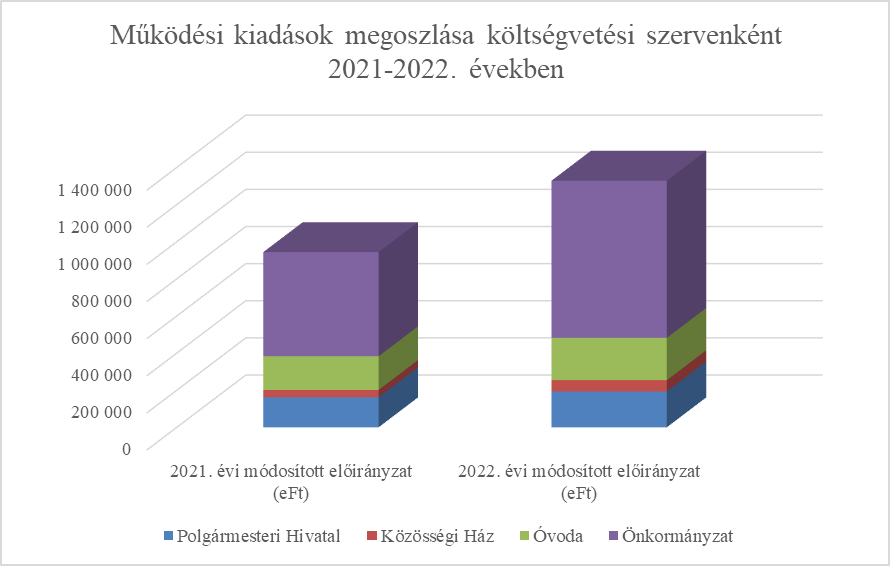 Működési kiadások megoszlása költségvetési szervenként
2021-2022. években
1 400 000
1 200 000
1 000 000
800 000
600 000
400 000
200 000
0
2021. évi módosított előirányzat
(eFt)
2022. évi módosított előirányzat
(eFt)
Polgármesteri Hivatal
Közösségi Ház
Óvoda
Önkormányzat